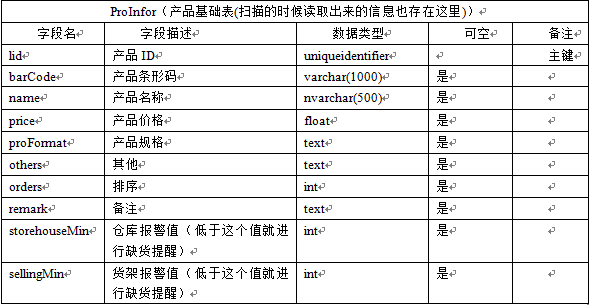 ProInfor（产品基础表(扫描的时候读取出来的信息也存在这里)）
字段名 字段描述 数据类型 可空 备注
lid 产品 ID uniqueidentifier 主键
barCode 产品条形码 varchar(1000) 是
name 产品名称 nvarchar(500) 是
price 产品价格 float 是
proFormat 产品规格 text 是
others 其他 text 是
orders 排序 int 是
remark 备注 text 是
storehouseMin 仓库报警值（低于这个值就进 int 是
行缺货提醒）
sellingMin 货架报警值（低于这个值就进 int 是
行缺货提醒）